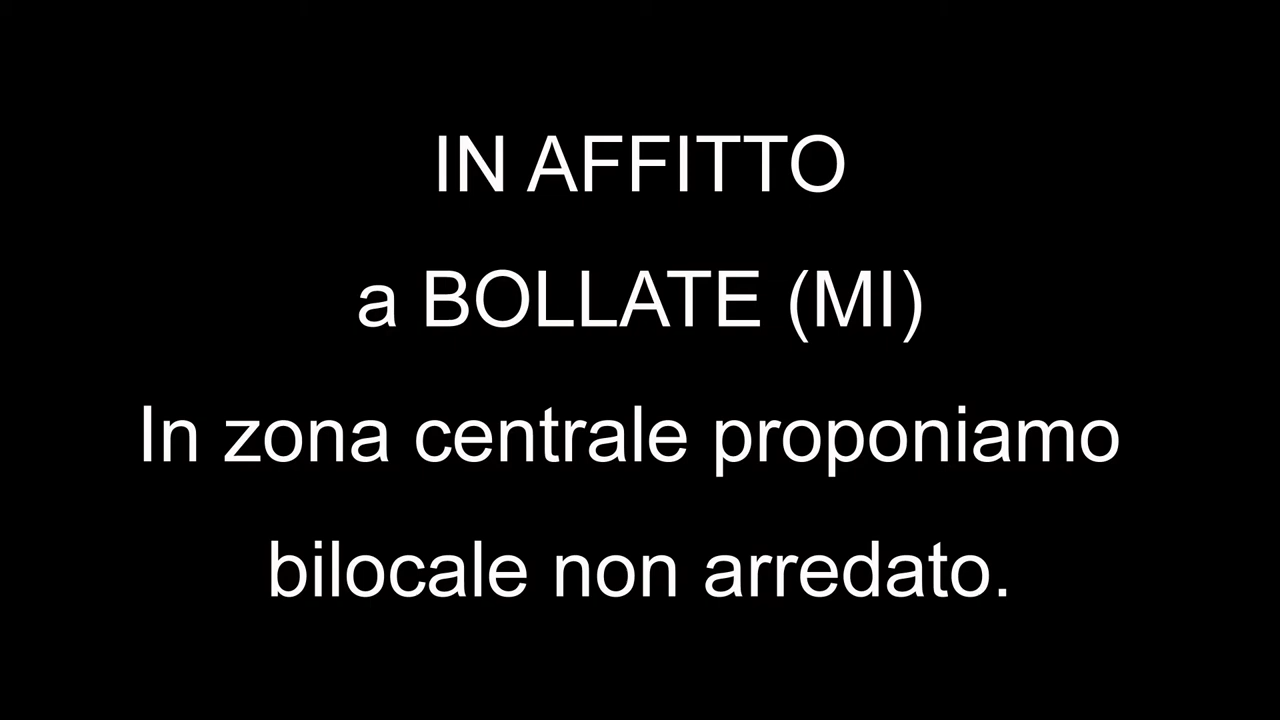 IN AFFITTO
a BOLLATE (MI)
In zona centrale proponiamo
bilocale non arredato.